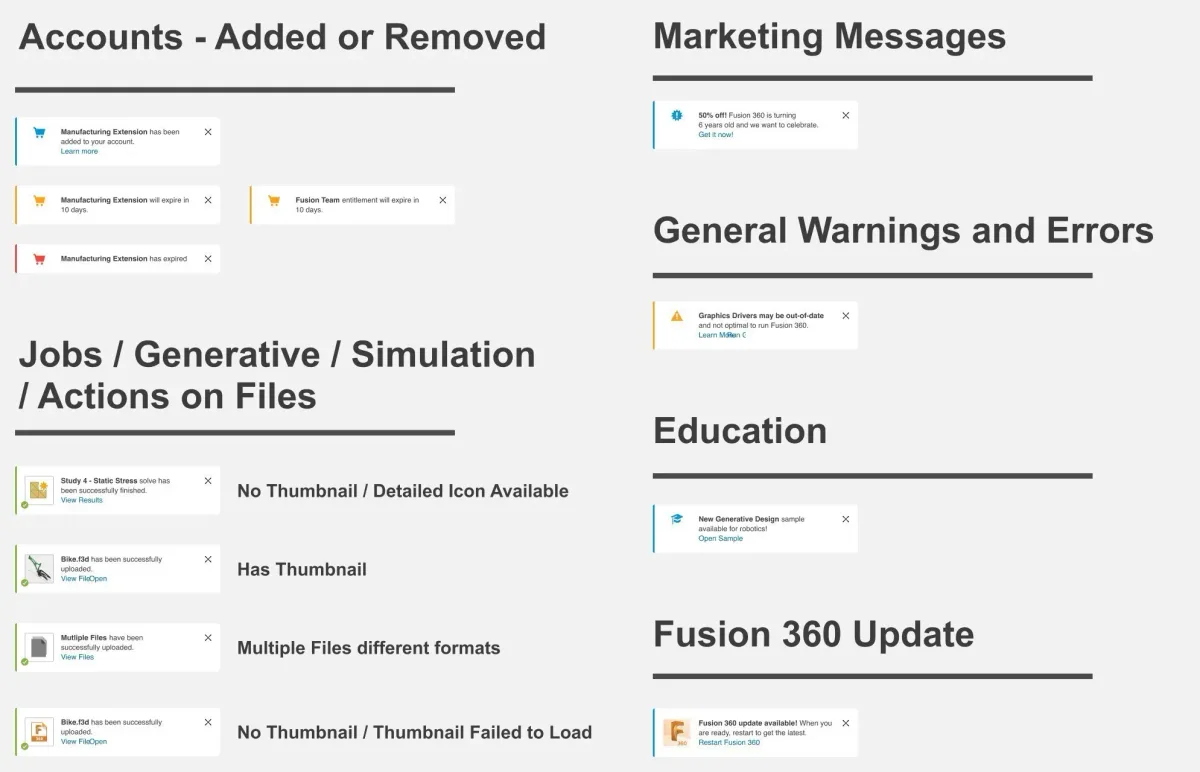 Accounts - Added or Removed
Manufacturing Extension has been
added to your account.
Learn more
Manufacturing Extension will expire in
10 days.
Fusion Team entitlement will expire in
10 days.
Manufacturing Extension has expired
Jobs / Generative / Simulation
/ Actions on Files
Study 4 - Static Stress solve has
been successfully finished.
View Results
No Thumbnail / Detailed Icon Available
Bike.f3d has been successfully
uploaded.
View FileOpen
Has Thumbnail
Mutliple Files have been
successfully uploaded.
View Files
Multiple Files different formats
Bike.f3d has been successfully
uploaded.
View FileOpen
No Thumbnail / Thumbnail Failed to Load
Marketing Messages
50% off! Fusion 360 is turning
6 years old and we want to celebrate.
Get it now!
General Warnings and Errors
Graphics Drivers may be out-of-date
and not optimal to run Fusion 360.
Learn
Education
New Generative Design sample
available for robotics!
Open Sample
Fusion 360 Update
F
360
Fusion 360 update available! When you
are ready, restart to get the latest.
Restart Fusion 360